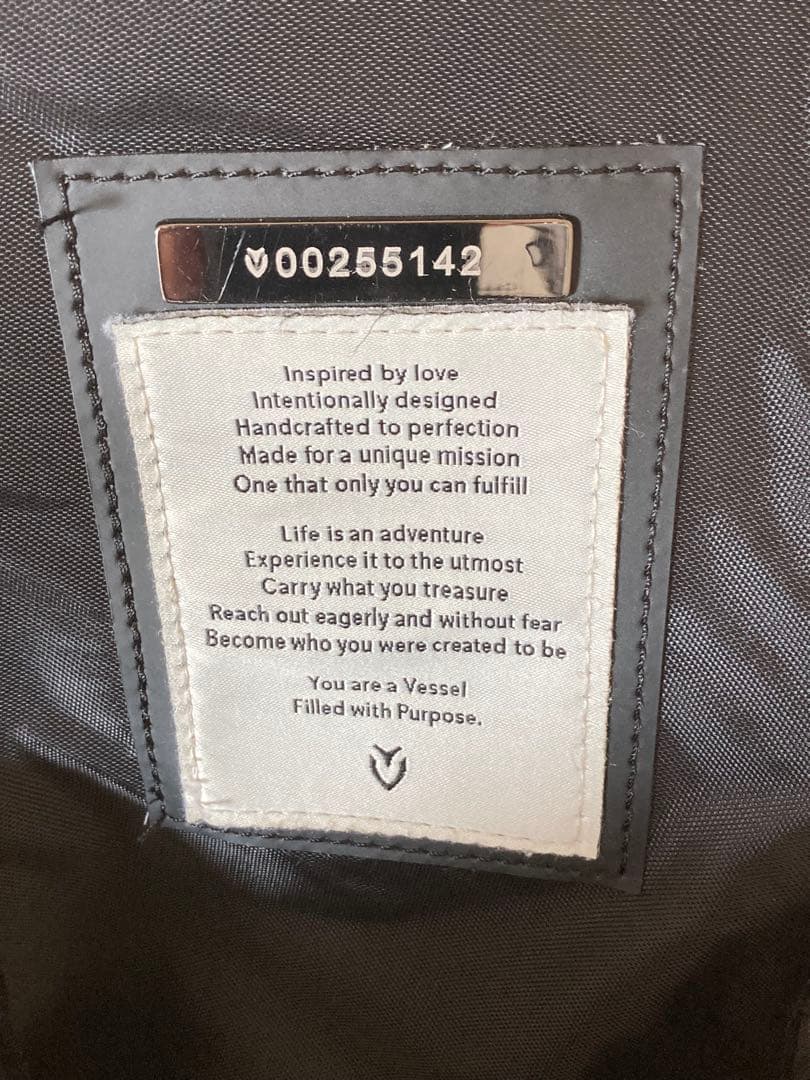 00255142
Inspired by love
Intentionally designed
Handcrafted to perfection
Made for a unique mission
One that only you can fulfill
Life is an adventure
Experience it to the utmost
Carry what you treasure
Reach out eagerly and without fear
Become who you were created to be
You are a Vessel
Filled with Purpose.